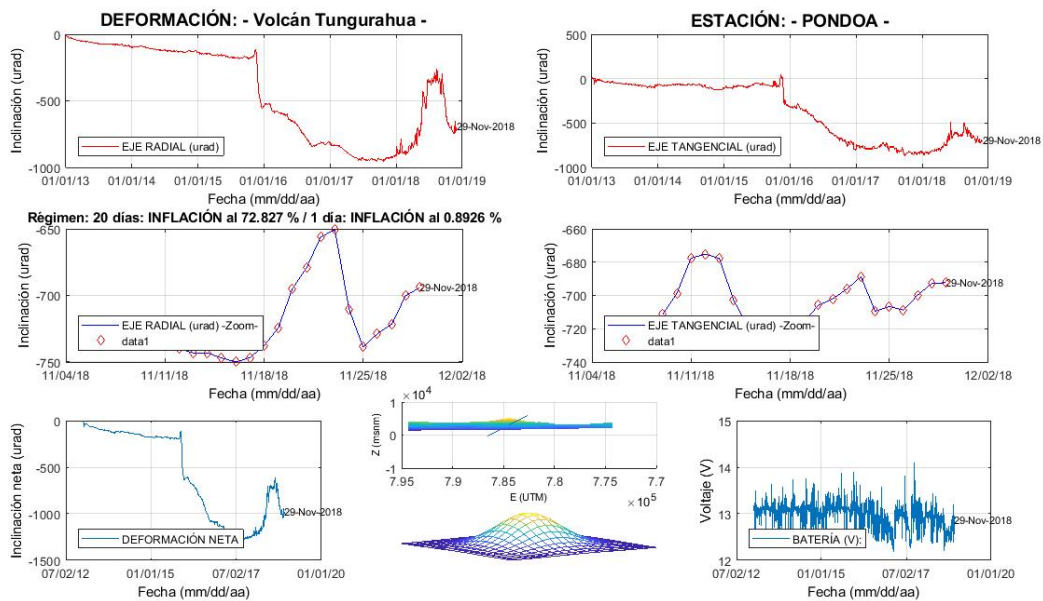 DEFORMACIÓN: - Volcán Tungurahua -
Inclinación (urad)
0
-500
-1000
EJE RADIAL (urad)
29-Nov-2018
01/01/13 01/01/14 01/01/15 01/01/16 01/01/17 01/01/18 01/01/19
Fecha (mm/dd/aa)
ESTACIÓN: - PONDOA -
Inclinación (urad)
500
0
-500
-1000
EJE TANGENCIAL (urad)
29-Nov-2018
01/01/13 01/01/14 01/01/15 01/01/16 01/01/17 01/01/18 01/01/19
Fecha (mm/dd/aa)
Régimen: 20 días: INFLACIÓN al 72.827 % / 1 día: INFLACIÓN al 0.8926 %
Inclinación (urad)
-650
-700
-750
29-Nov-2018
EJE RADIAL (urad) -Zoom-
data1
11/04/18 11/11/18 11/18/18 11/25/18 12/02/18
Fecha (mm/dd/aa)
Inclinación (urad)
-660
-680
-700
-720
-740
29-Nov-2018
EJE TANGENCIAL (urad) -Zoom-
data1
11/04/18 11/11/18 11/18/18 11/25/18 12/02/18
Fecha (mm/dd/aa)
Inclinación neta (urad)
0
-500
-1000
-1500
29-Nov-2018
DEFORMACIÓN NETA
07/02/12 01/01/15 07/02/17 01/01/20
Fecha (mm/dd/aa)
× 10⁴
Z (msnm)
1
0
-1
7.95 7.9 7.85 7.8 7.75 7.7
E (UTM)
× 10⁵
Voltaje (V)
15
14
13
12
29-Nov-2018
BATERÍA (V):
07/02/12 01/01/15 07/02/17 01/01/20
Fecha (mm/dd/aa)